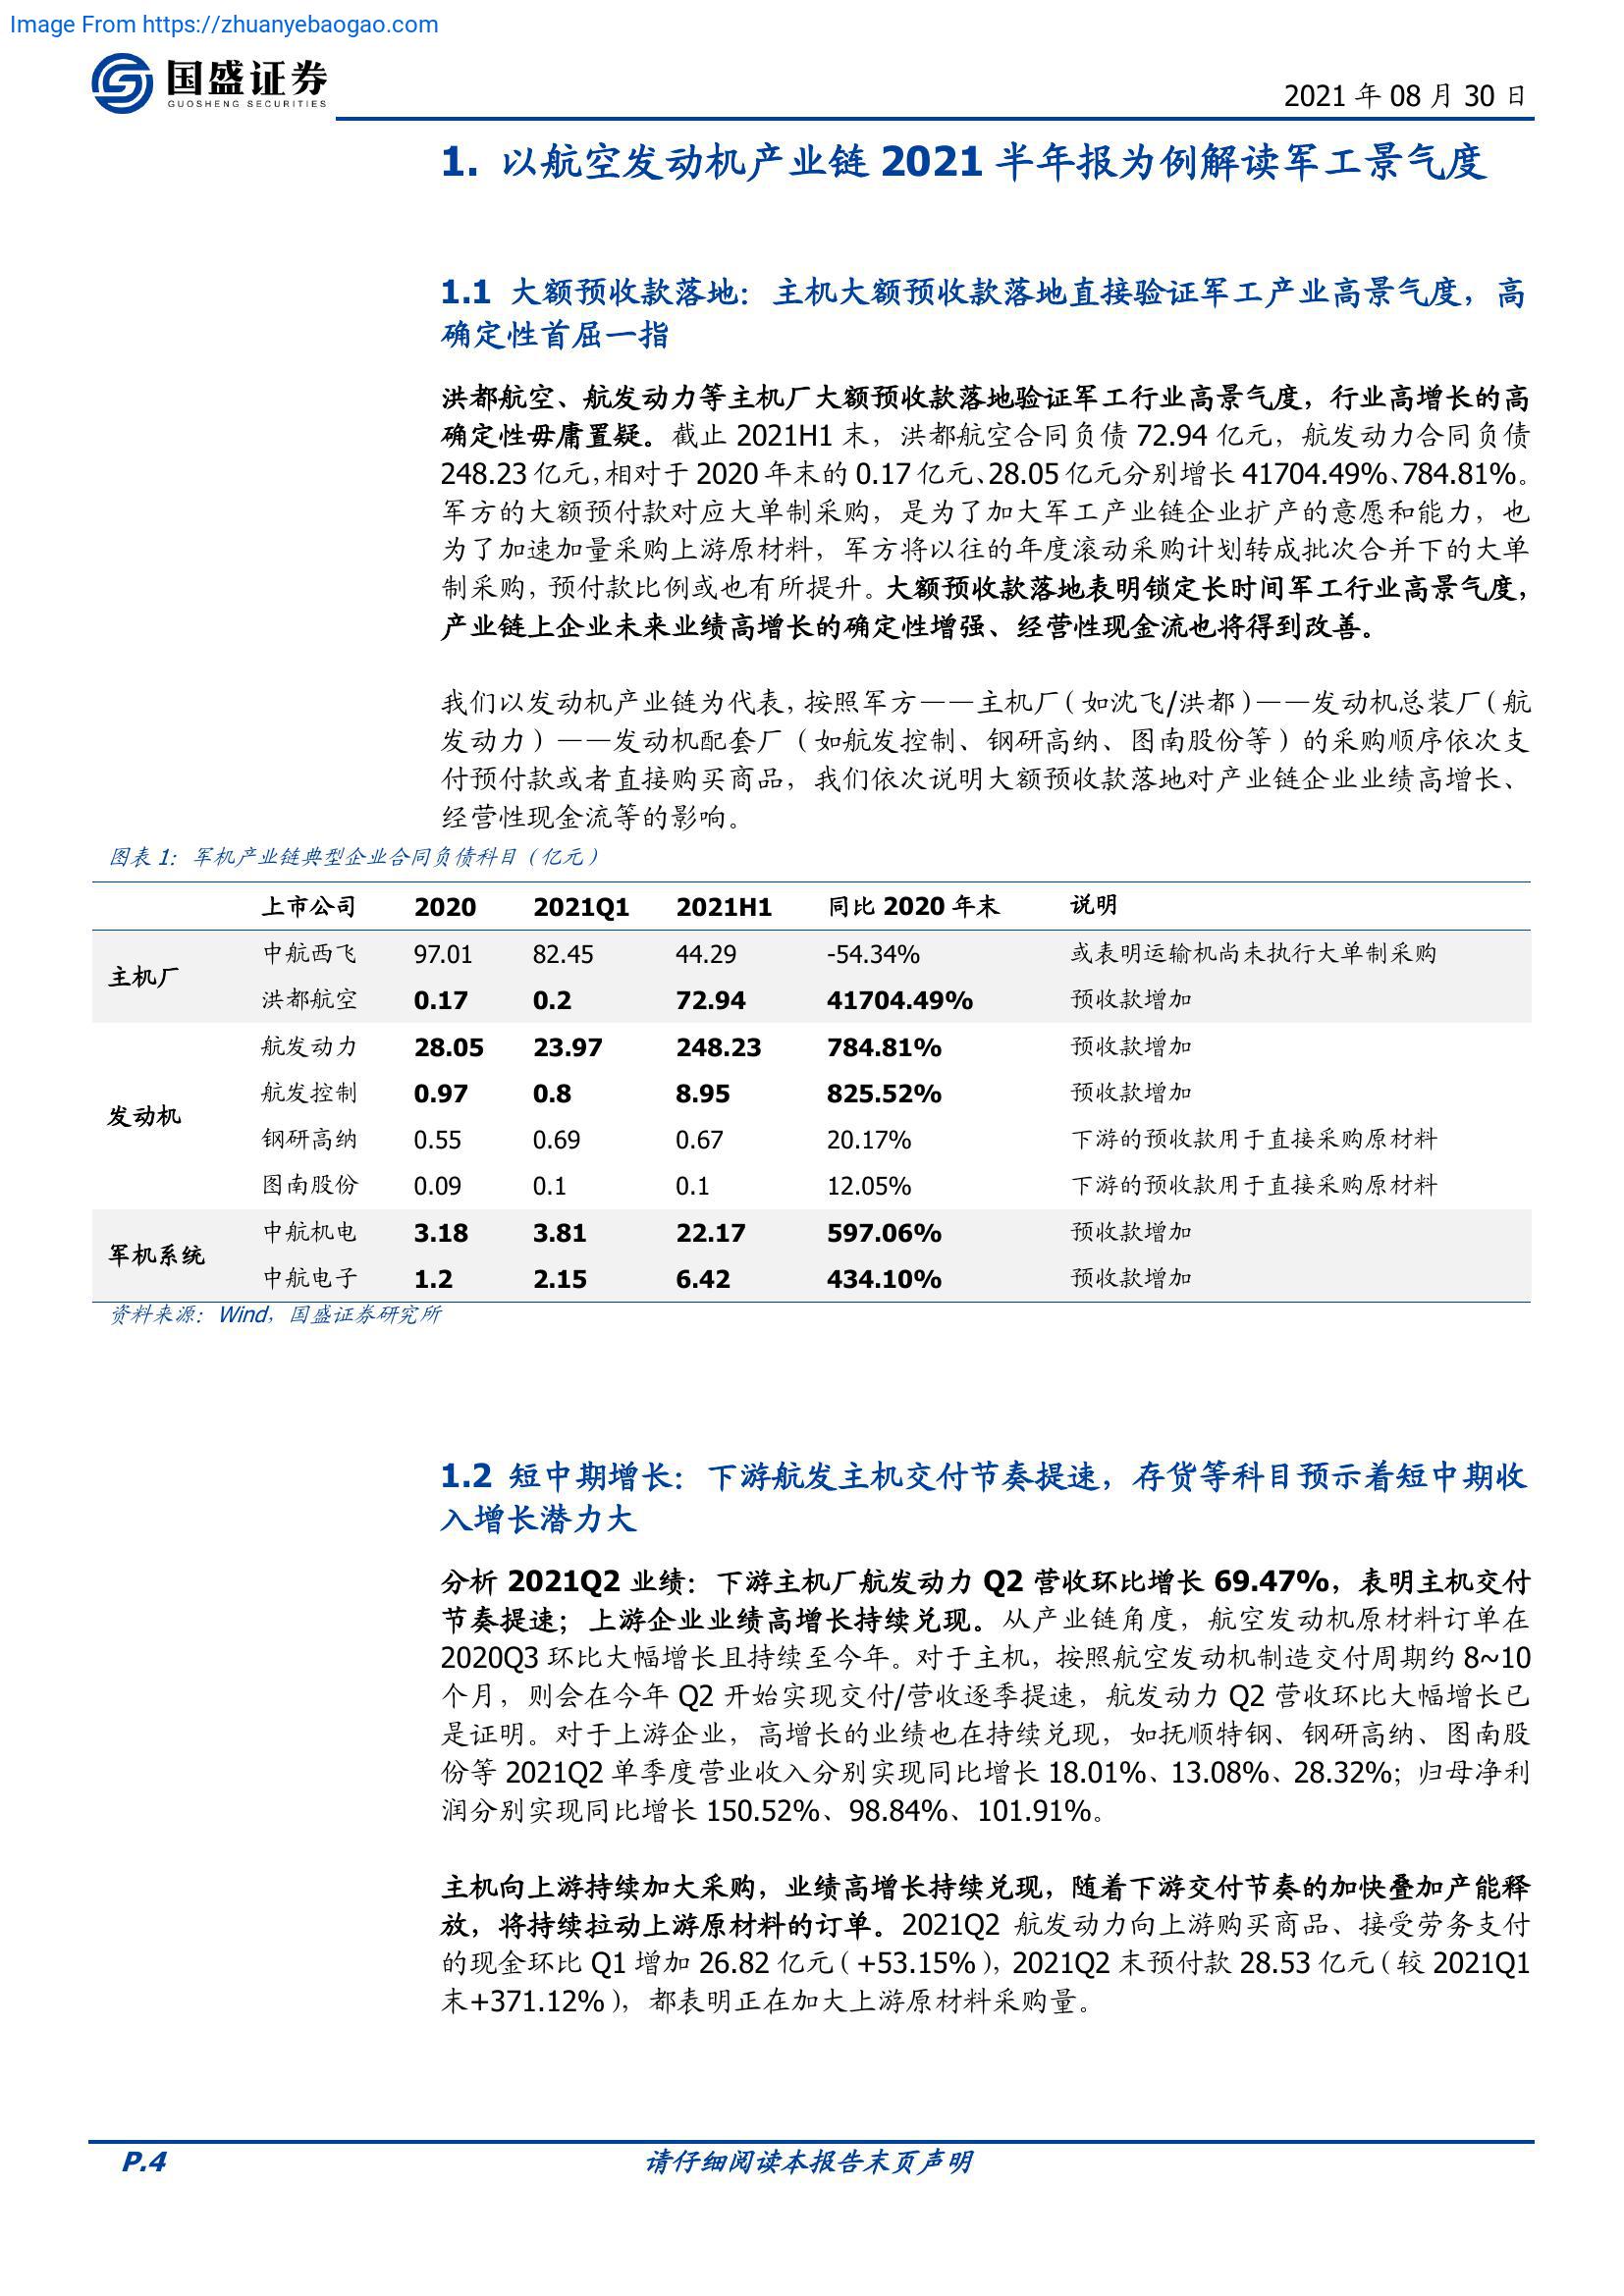 Image From https://zhuanyebaogao.com
国盛证券
GUOSHENG SECURITIES
2021 年 08 月 30 日
1. 以航空发动机产业链 2021 半年报为例解读军工景气度
1.1 大额预收款落地：主机大额预收款落地直接验证军工产业高景气度，高
确定性首屈一指
洪都航空、航发动力等主机厂大额预收款落地验证军工行业高景气度，行业高增长的高
确定性毋庸置疑。截止 2021H1 末，洪都航空合同负债 72.94 亿元，航发动力合同负债
248.23 亿元，相对于 2020 年末的 0.17 亿元、28.05 亿元分别增长 41704.49%、784.81%。
军方的大额预付款对应大单制采购，是为了加大军工产业链企业扩产的意愿和能力，也
为了加速加量采购上游原材料，军方将以往的年度滚动采购计划转成批次合并下的大单
制采购，预付款比例或也有所提升。大额预收款落地表明锁定长时间军工行业高景气度，
产业链上企业未来业绩高增长的确定性增强、经营性现金流也将得到改善。
我们以发动机产业链为代表，按照军方——主机厂（如沈飞/洪都）——发动机总装厂（航
发动力）——发动机配套厂（如航发控制、钢研高纳、图南股份等）的采购顺序依次支
付预付款或者直接购买商品，我们依次说明大额预收款落地对产业链企业业绩高增长、
经营性现金流等的影响。
图表 1：军机产业链典型企业合同负债科目（亿元）
上市公司 2020 2021Q1 2021H1 同比 2020 年末 说明
主机厂 中航西飞 97.01 82.45 44.29 -54.34% 或表明运输机尚未执行大单制采购
洪都航空 0.17 0.2 72.94 41704.49% 预收款增加
发动机 航发动力 28.05 23.97 248.23 784.81% 预收款增加
航发控制 0.97 0.8 8.95 825.52% 预收款增加
钢研高纳 0.55 0.69 0.67 20.17% 下游的预收款用于直接采购原材料
图南股份 0.09 0.1 0.1 12.05% 下游的预收款用于直接采购原材料
军机系统 中航机电 3.18 3.81 22.17 597.06% 预收款增加
中航电子 1.2 2.15 6.42 434.10% 预收款增加
资料来源：Wind，国盛证券研究所
1.2 短中期增长：下游航发主机交付节奏提速，存货等科目预示着短中期收
入增长潜力大
分析 2021Q2 业绩：下游主机厂航发动力 Q2 营收环比增长 69.47%，表明主机交付
节奏提速；上游企业业绩高增长持续兑现。从产业链角度，航空发动机原材料订单在
2020Q3 环比大幅增长且持续至今年。对于主机，按照航空发动机制造交付周期约 8~10
个月，则会在今年 Q2 开始实现交付/营收逐季提速，航发动力 Q2 营收环比大幅增长已
是证明。对于上游企业，高增长的业绩也在持续兑现，如抚顺特钢、钢研高纳、图南股
份等 2021Q2 单季度营业收入分别实现同比增长 18.01%、13.08%、28.32%；归母净利
润分别实现同比增长 150.52%、98.84%、101.91%。
主机向上游持续加大采购，业绩高增长持续兑现，随着下游交付节奏的加快叠加产能释
放，将持续拉动上游原材料的订单。2021Q2 航发动力向上游购买商品、接受劳务支付
的现金环比 Q1 增加 26.82 亿元（+53.15%），2021Q2 末预付款 28.53 亿元（较 2021Q1
末+371.12%），都表明正在加大上游原材料采购量。
P.4 请仔细阅读本报告末页声明